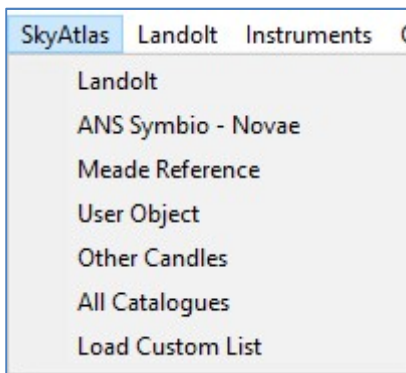 SkyAtlas Landolt Instruments
Landolt
ANS Symbio - Novae
Meade Reference
User Object
Other Candles
All Catalogues
Load Custom List